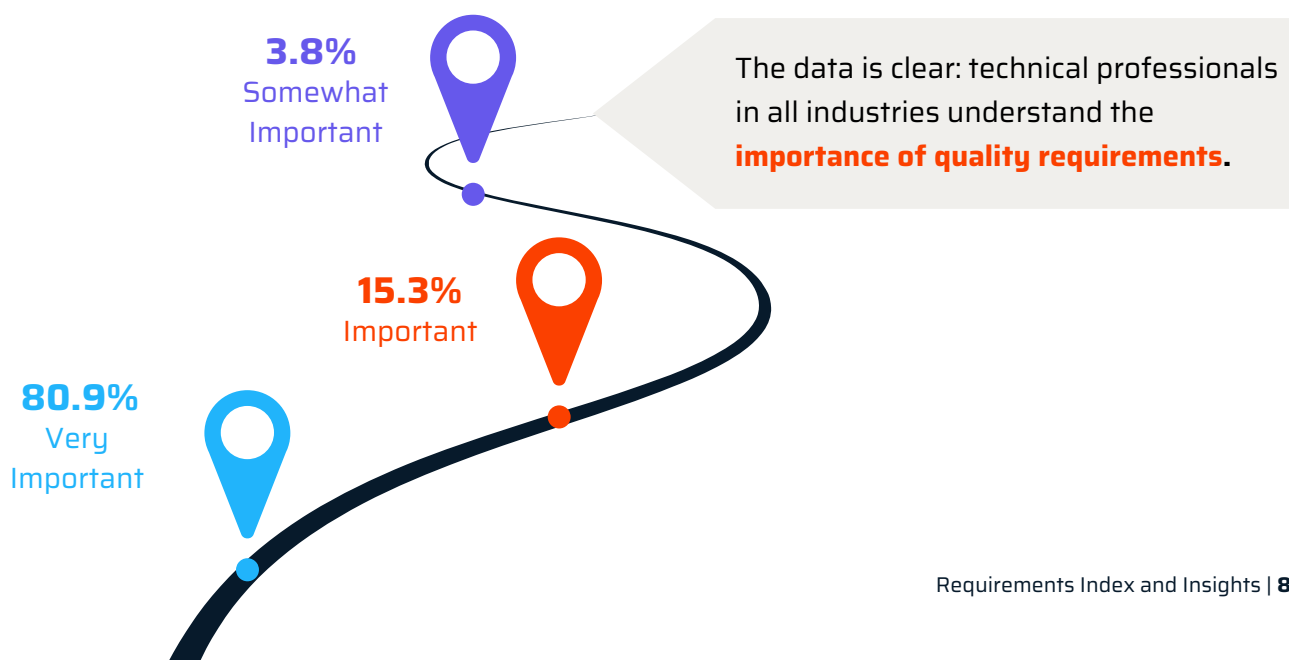 3.8%
Somewhat
Important
The data is clear: technical professionals
in all industries understand the
importance of quality requirements.
15.3%
Important
80.9%
Very
Important
Requirements Index and Insights | 8